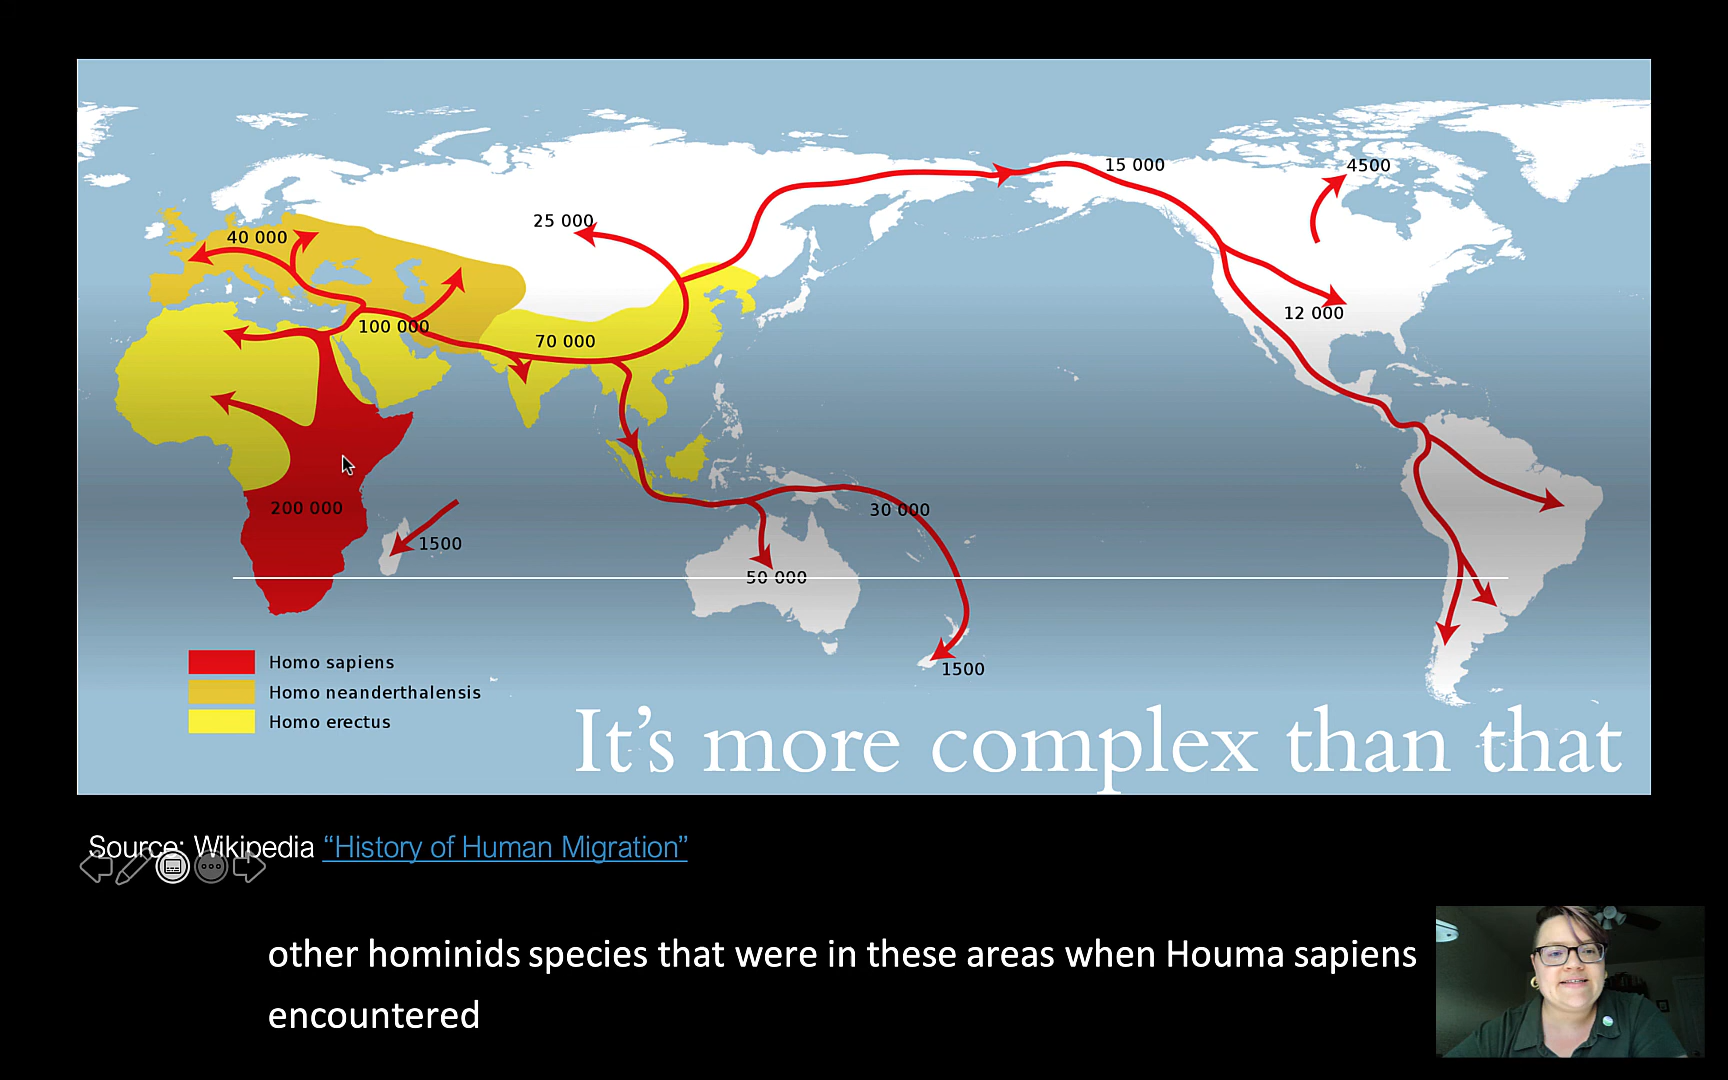 15 000
4500
25 000
40 000
12 000
100 000
70 000
200 000
30 000
1500
50 000
Homo sapiens
1500
Homo neanderthalensis
Homo erectus
It's more complex than that
Source: Wikipedia “History of Human Migration”
other hominids species that were in these areas when Houma sapiens
encountered